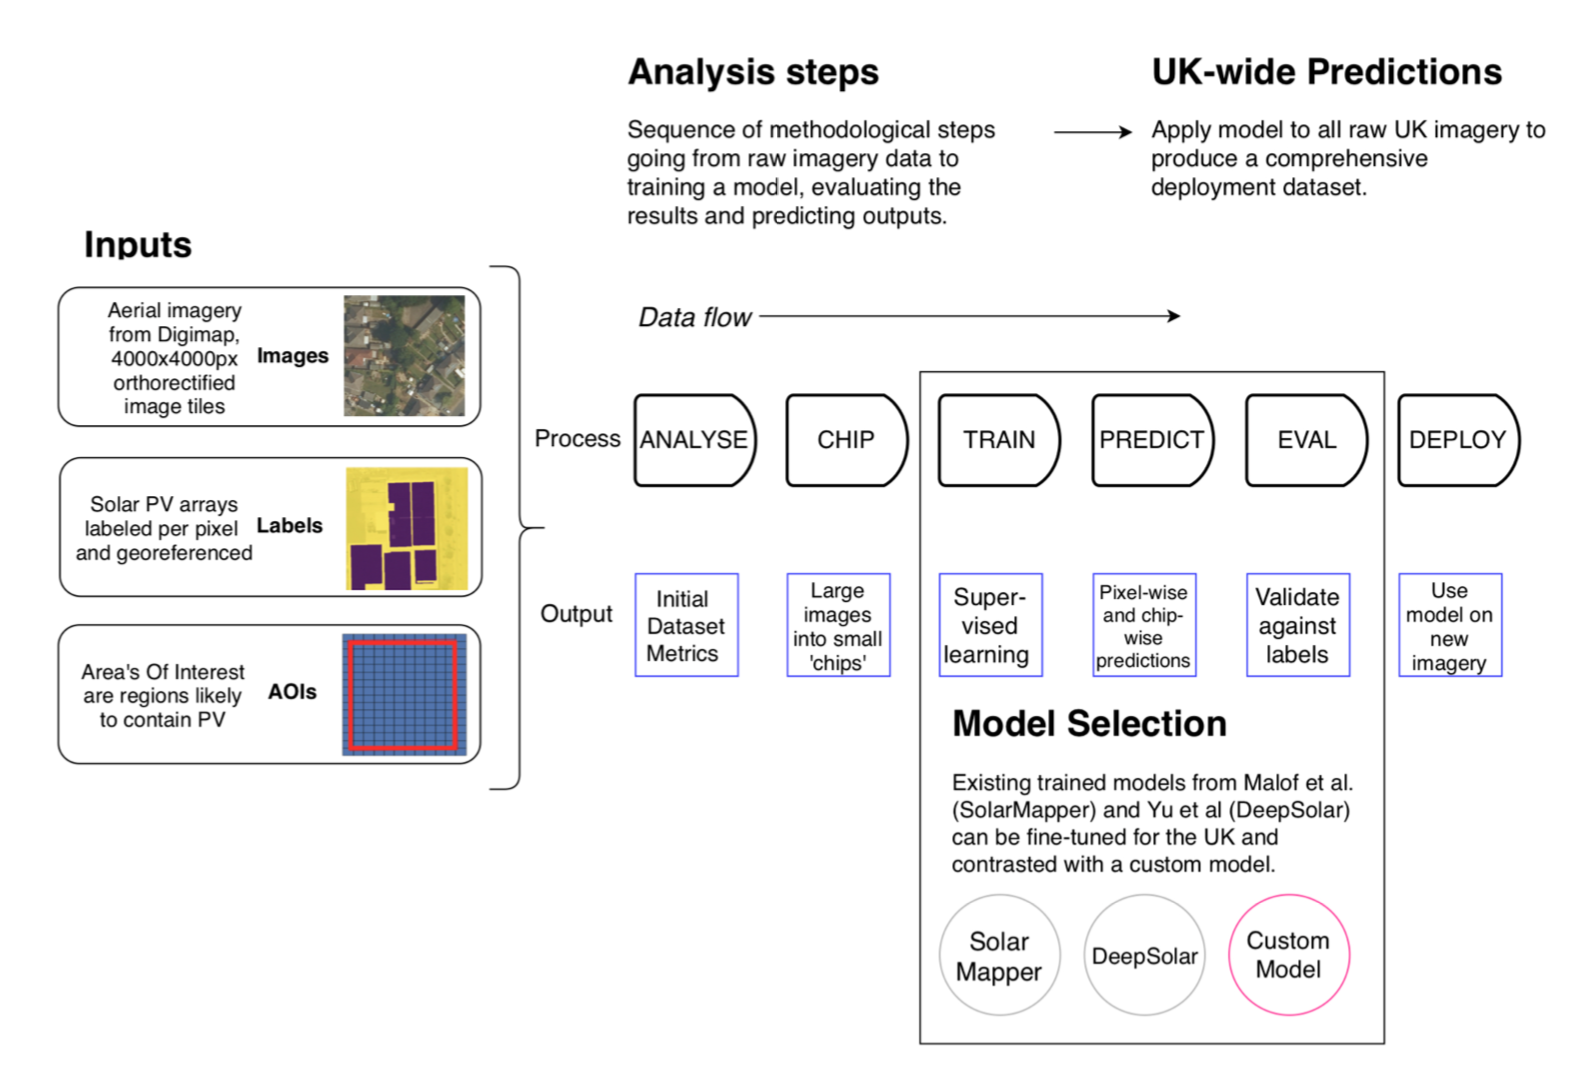 Analysis steps
Sequence of methodological steps
going from raw imagery data to
training a model, evaluating the
results and predicting outputs.
UK-wide Predictions
Apply model to all raw UK imagery to
produce a comprehensive
deployment dataset.
Inputs
Aerial imagery
from Digimap,
4000x4000px
orthorectified
image tiles
Images
Solar PV arrays
labeled per pixel
and georeferenced
Labels
Area's Of Interest
are regions likely
to contain PV
AOIs
Data flow
Process
ANALYSE
CHIP
TRAIN
PREDICT
EVAL
DEPLOY
Output
Initial
Dataset
Metrics
Large
images
into small
'chips'
Super-
vised
learning
Pixel-wise
and chip-
wise
predictions
Validate
against
labels
Use
model on
new
imagery
Model Selection
Existing trained models from Malof et al.
(SolarMapper) and Yu et al (DeepSolar)
can be fine-tuned for the UK and
contrasted with a custom model.
Solar
Mapper
DeepSolar
Custom
Model